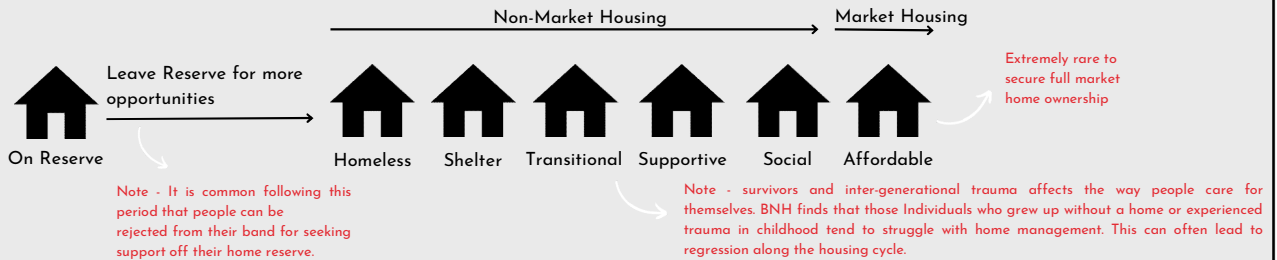 Non-Market Housing
Market Housing
Leave Reserve for more
opportunities
Extremely rare to
secure full market
home ownership
On Reserve
Homeless
Shelter
Transitional
Supportive
Social
Affordable
Note - It is common following this
period that people can be
rejected from their band for seeking
support off their home reserve.
Note - survivors and inter-generational trauma affects the way people care for
themselves. BNH finds that those Individuals who grew up without a home or experienced
trauma in childhood tend to struggle with home management. This can often lead to
regression along the housing cycle.